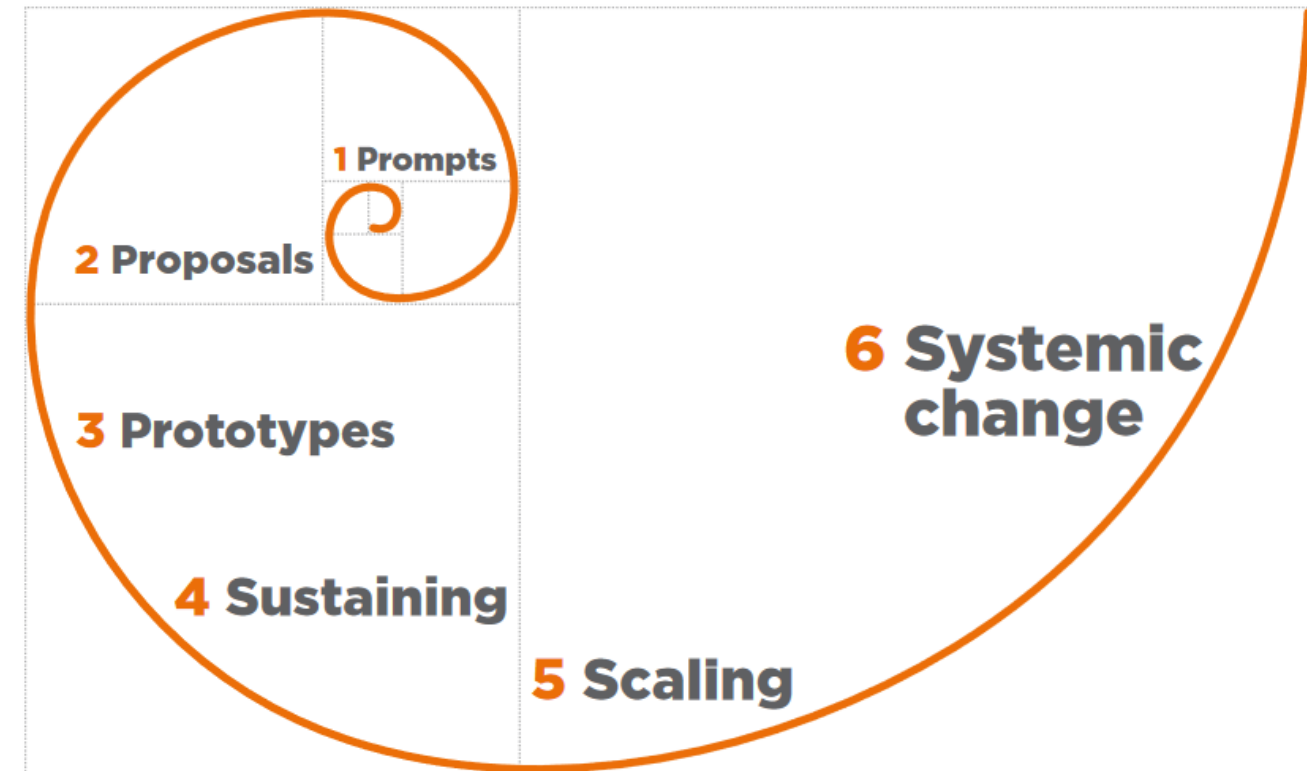 1 Prompts
2 Proposals
3 Prototypes
4 Sustaining
5 Scaling
6 Systemic
change